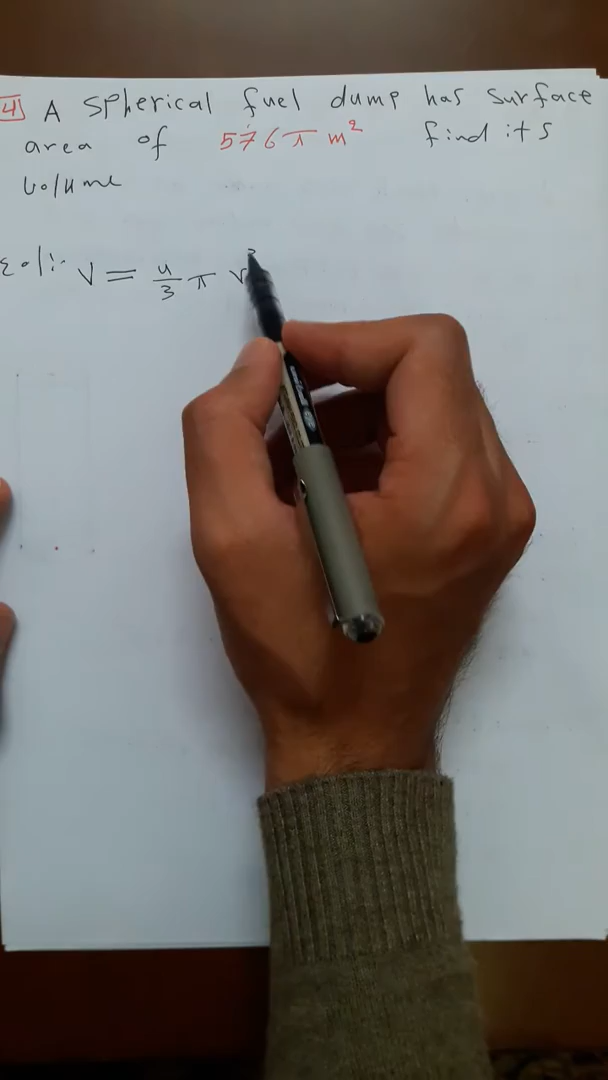 4 A spherical fuel dump has surface
area of 576π m² find its
volume
sol:. V = 4/3 π r³